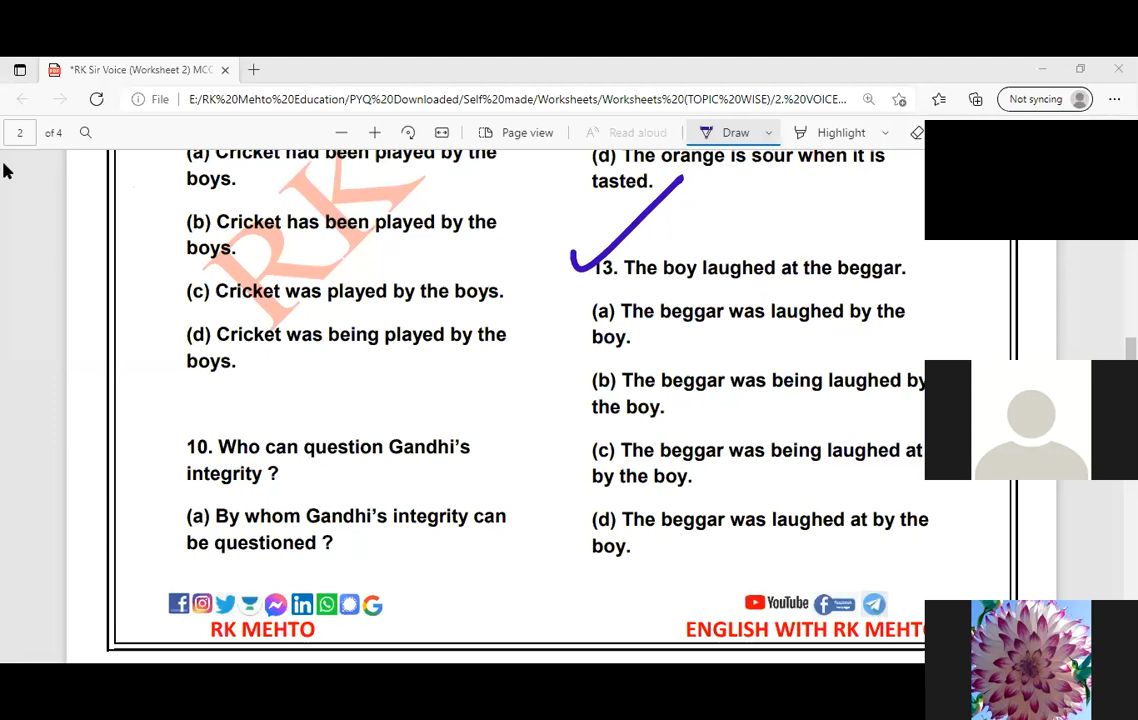 *RK Sir Voice (Worksheet 2) MCC
File
E:/RK%20Mehto%20Education/PYQ%20Downloaded/Self%20made/Worksheets/Worksheets%20(TOPIC%20WISE)/2.%20VOICE...
Not syncing
2 of 4
Page view
Read aloud
Draw
Highlight
(a) Cricket had been played by the
boys.
(b) Cricket has been played by the
boys.
(c) Cricket was played by the boys.
(d) Cricket was being played by the
boys.
10. Who can question Gandhi's
integrity ?
(a) By whom Gandhi's integrity can
be questioned ?
(d) The orange is sour when it is
tasted.
13. The boy laughed at the beggar.
(a) The beggar was laughed by the
boy.
(b) The beggar was being laughed by
the boy.
(c) The beggar was being laughed at
by the boy.
(d) The beggar was laughed at by the
boy.
RK
RK MEHTO
YouTube
ENGLISH WITH RK MEHTO